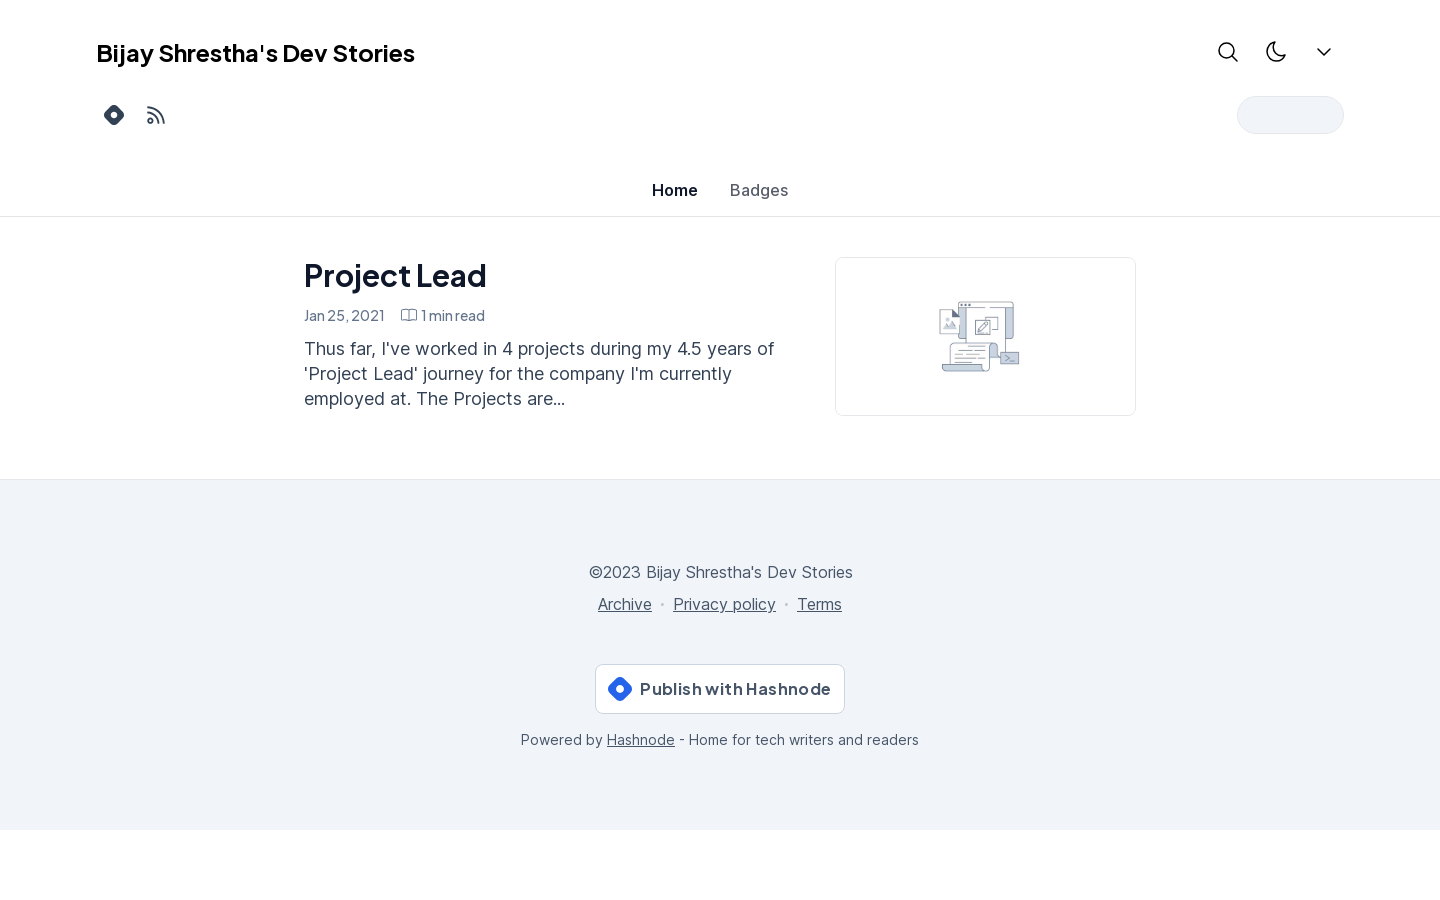 Bijay Shrestha's Dev Stories
Home
Badges
Project Lead
Jan 25, 2021
1 min read
Thus far, I've worked in 4 projects during my 4.5 years of
'Project Lead' journey for the company I'm currently
employed at. The Projects are...
©2023 Bijay Shrestha's Dev Stories
Archive · Privacy policy · Terms
Publish with Hashnode
Powered by Hashnode - Home for tech writers and readers